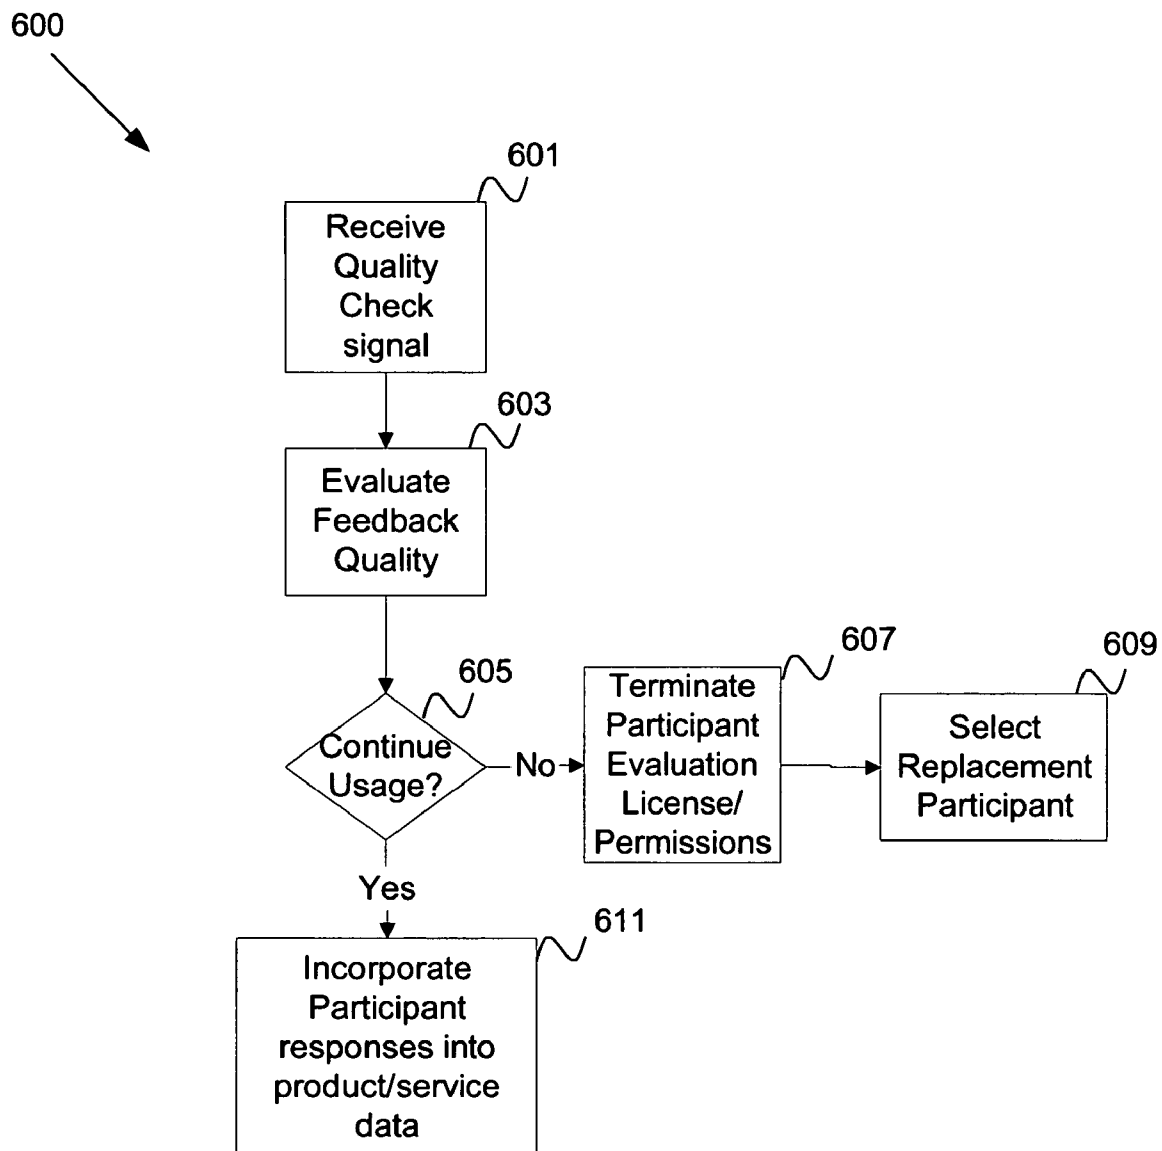 600
601
Receive
Quality
Check
signal
603
Evaluate
Feedback
Quality
605
Continue
Usage?
No
607
Terminate
Participant
Evaluation
License/
Permissions
609
Select
Replacement
Participant
Yes
611
Incorporate
Participant
responses into
product/service
data